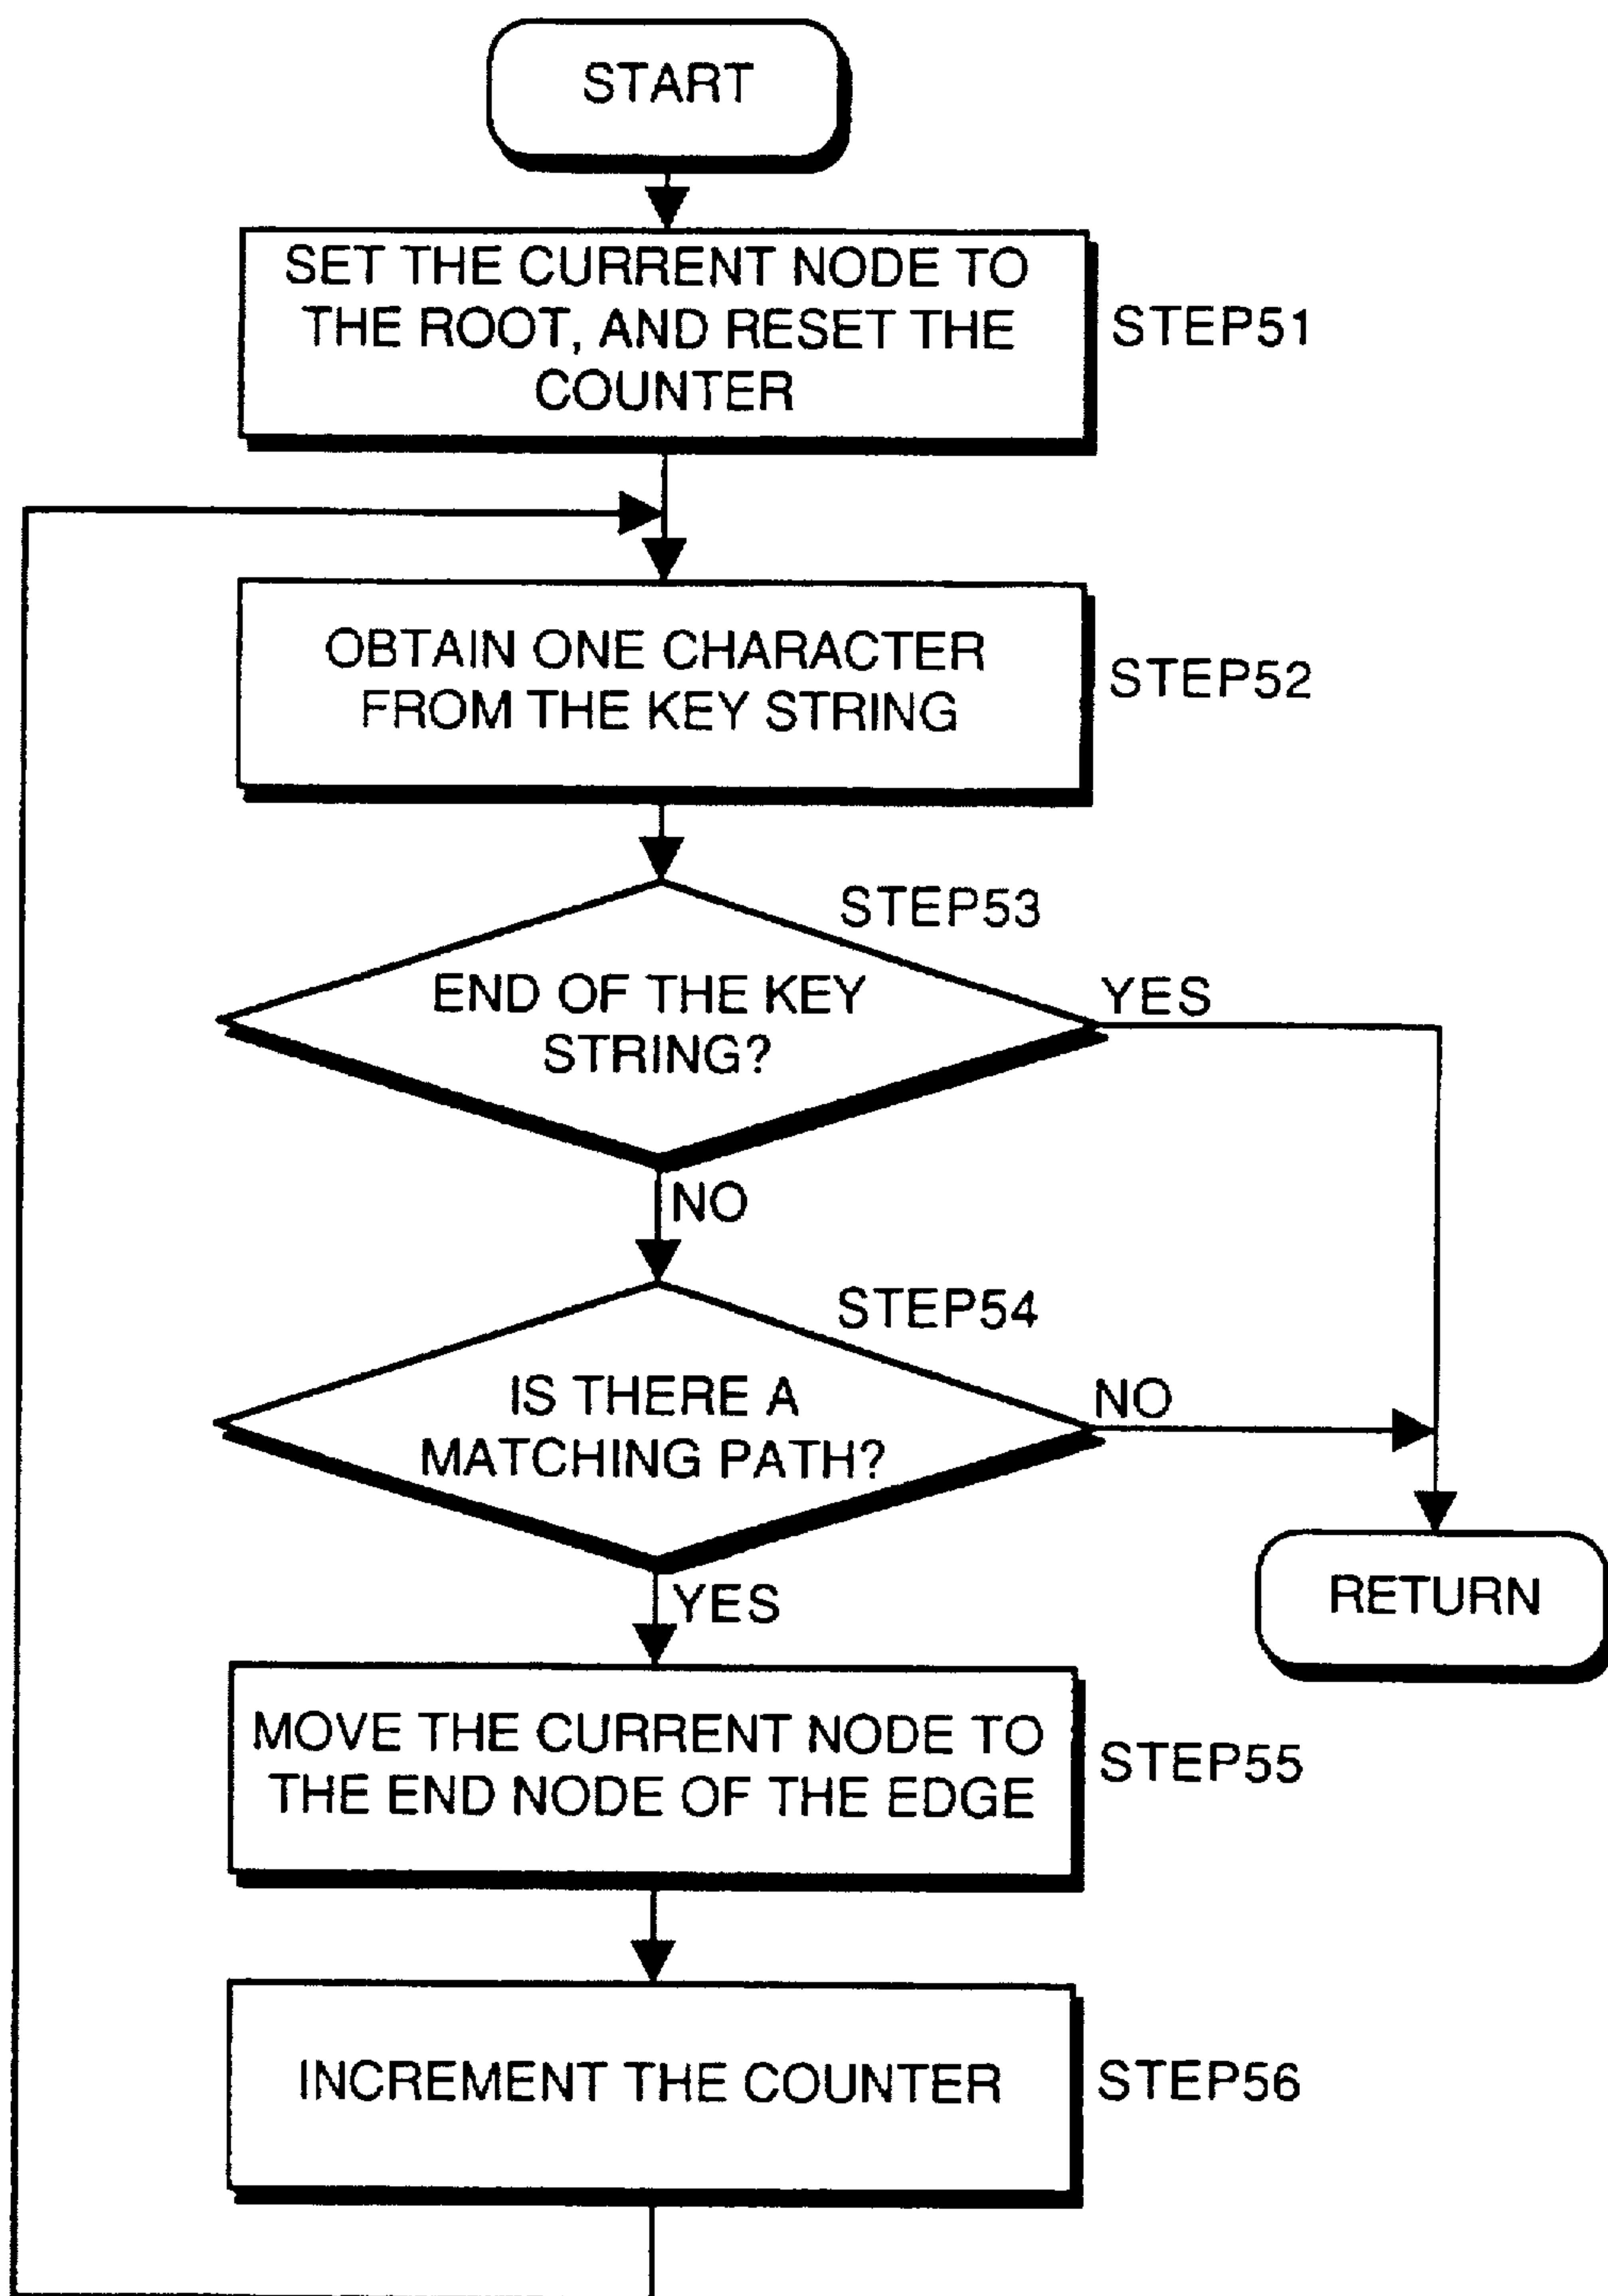 START
SET THE CURRENT NODE TO
THE ROOT, AND RESET THE
COUNTER
STEP51
OBTAIN ONE CHARACTER
FROM THE KEY STRING
STEP52
STEP53
END OF THE KEY
STRING?
YES
NO
STEP54
IS THERE A
MATCHING PATH?
NO
YES
RETURN
MOVE THE CURRENT NODE TO
THE END NODE OF THE EDGE
STEP55
INCREMENT THE COUNTER
STEP56